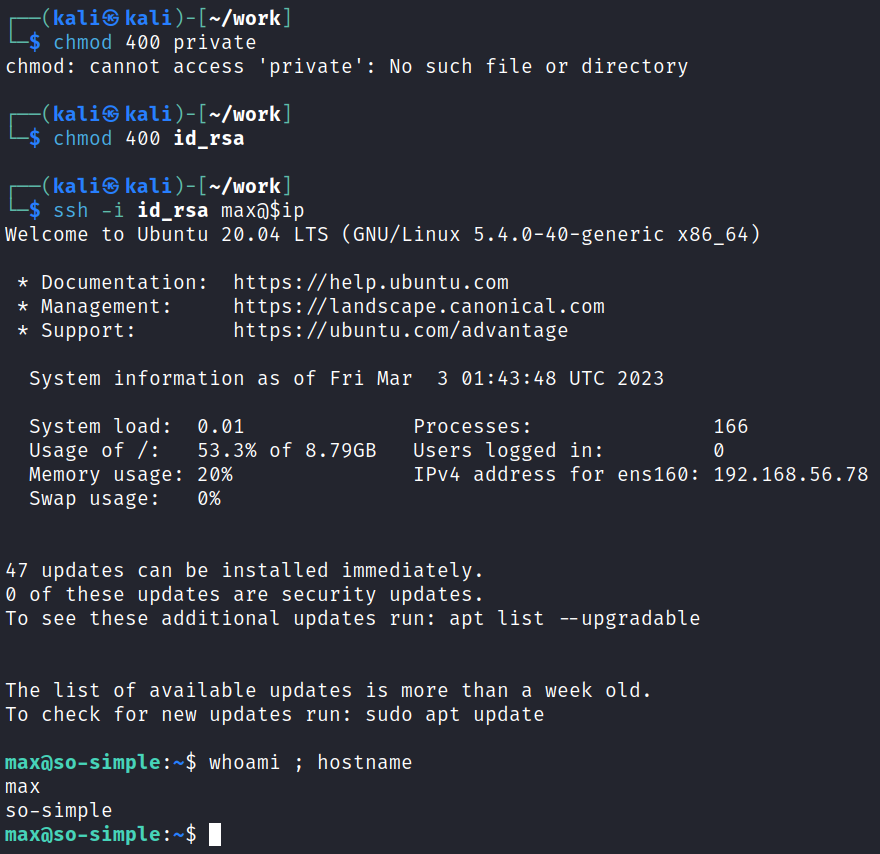 ┌──(kali㉿kali)-[~/work]
└─$ chmod 400 private
chmod: cannot access 'private': No such file or directory
┌──(kali㉿kali)-[~/work]
└─$ chmod 400 id_rsa
┌──(kali㉿kali)-[~/work]
└─$ ssh -i id_rsa max@$ip
Welcome to Ubuntu 20.04 LTS (GNU/Linux 5.4.0-40-generic x86_64)
* Documentation:  https://help.ubuntu.com
* Management:     https://landscape.canonical.com
* Support:        https://ubuntu.com/advantage
System information as of Fri Mar  3 01:43:48 UTC 2023
System load:  0.01              Processes:               166
Usage of /:   53.3% of 8.79GB   Users logged in:         0
Memory usage: 20%               IPv4 address for ens160: 192.168.56.78
Swap usage:   0%
47 updates can be installed immediately.
0 of these updates are security updates.
To see these additional updates run: apt list --upgradable
The list of available updates is more than a week old.
To check for new updates run: sudo apt update
max@so-simple:~$ whoami ; hostname
max
so-simple
max@so-simple:~$